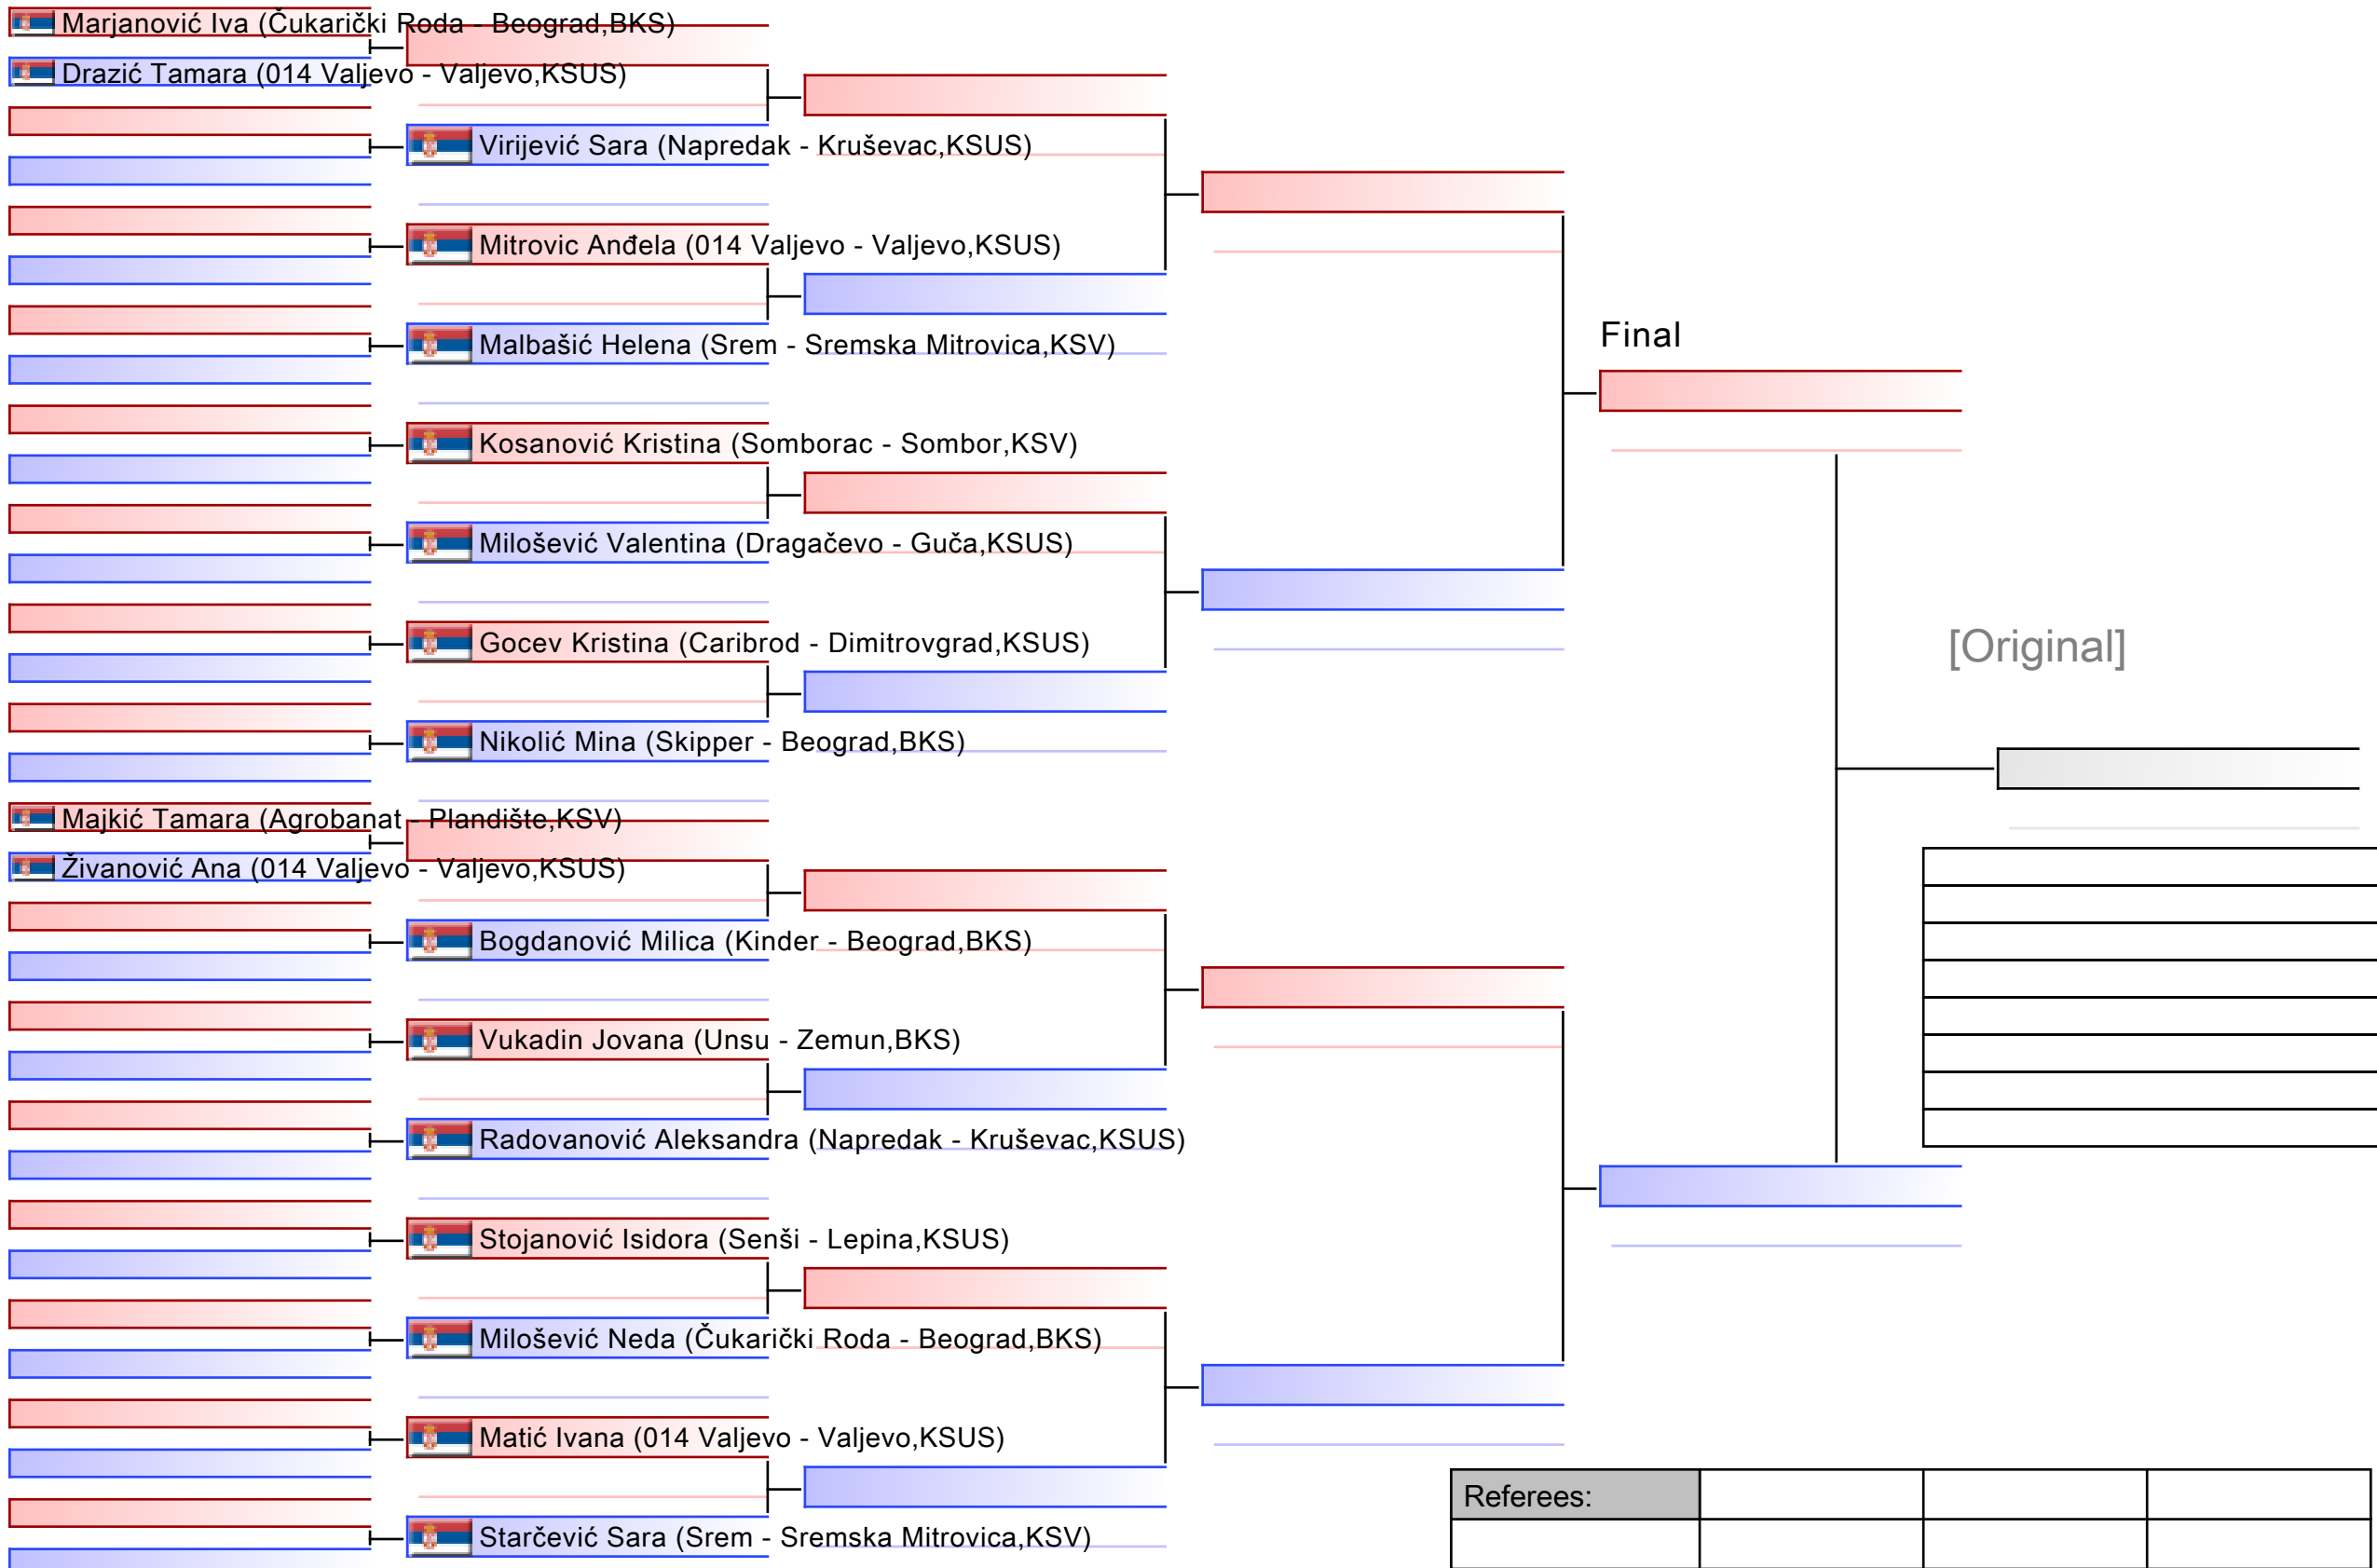 Marjanović Iva (Čukarički Roda - Beograd,BKS)
Drazić Tamara (014 Valjevo - Valjevo,KSUS)
Virijević Sara (Napredak - Kruševac,KSUS)
Mitrovic Anđela (014 Valjevo - Valjevo,KSUS)
Malbašić Helena (Srem - Sremska Mitrovica,KSV)
Final
Kosanović Kristina (Somborac - Sombor,KSV)
Milošević Valentina (Dragačevo - Guča,KSUS)
Gocev Kristina (Caribrod - Dimitrovgrad,KSUS)
[Original]
Nikolić Mina (Skipper - Beograd,BKS)
Majkić Tamara (Agrobanat - Plandište,KSV)
Živanović Ana (014 Valjevo - Valjevo,KSUS)
Bogdanović Milica (Kinder - Beograd,BKS)
Vukadin Jovana (Unsu - Zemun,BKS)
Radovanović Aleksandra (Napredak - Kruševac,KSUS)
Stojanović Isidora (Senši - Lepina,KSUS)
Milošević Neda (Čukarički Roda - Beograd,BKS)
Matić Ivana (014 Valjevo - Valjevo,KSUS)
Referees:
Starčević Sara (Srem - Sremska Mitrovica,KSV)